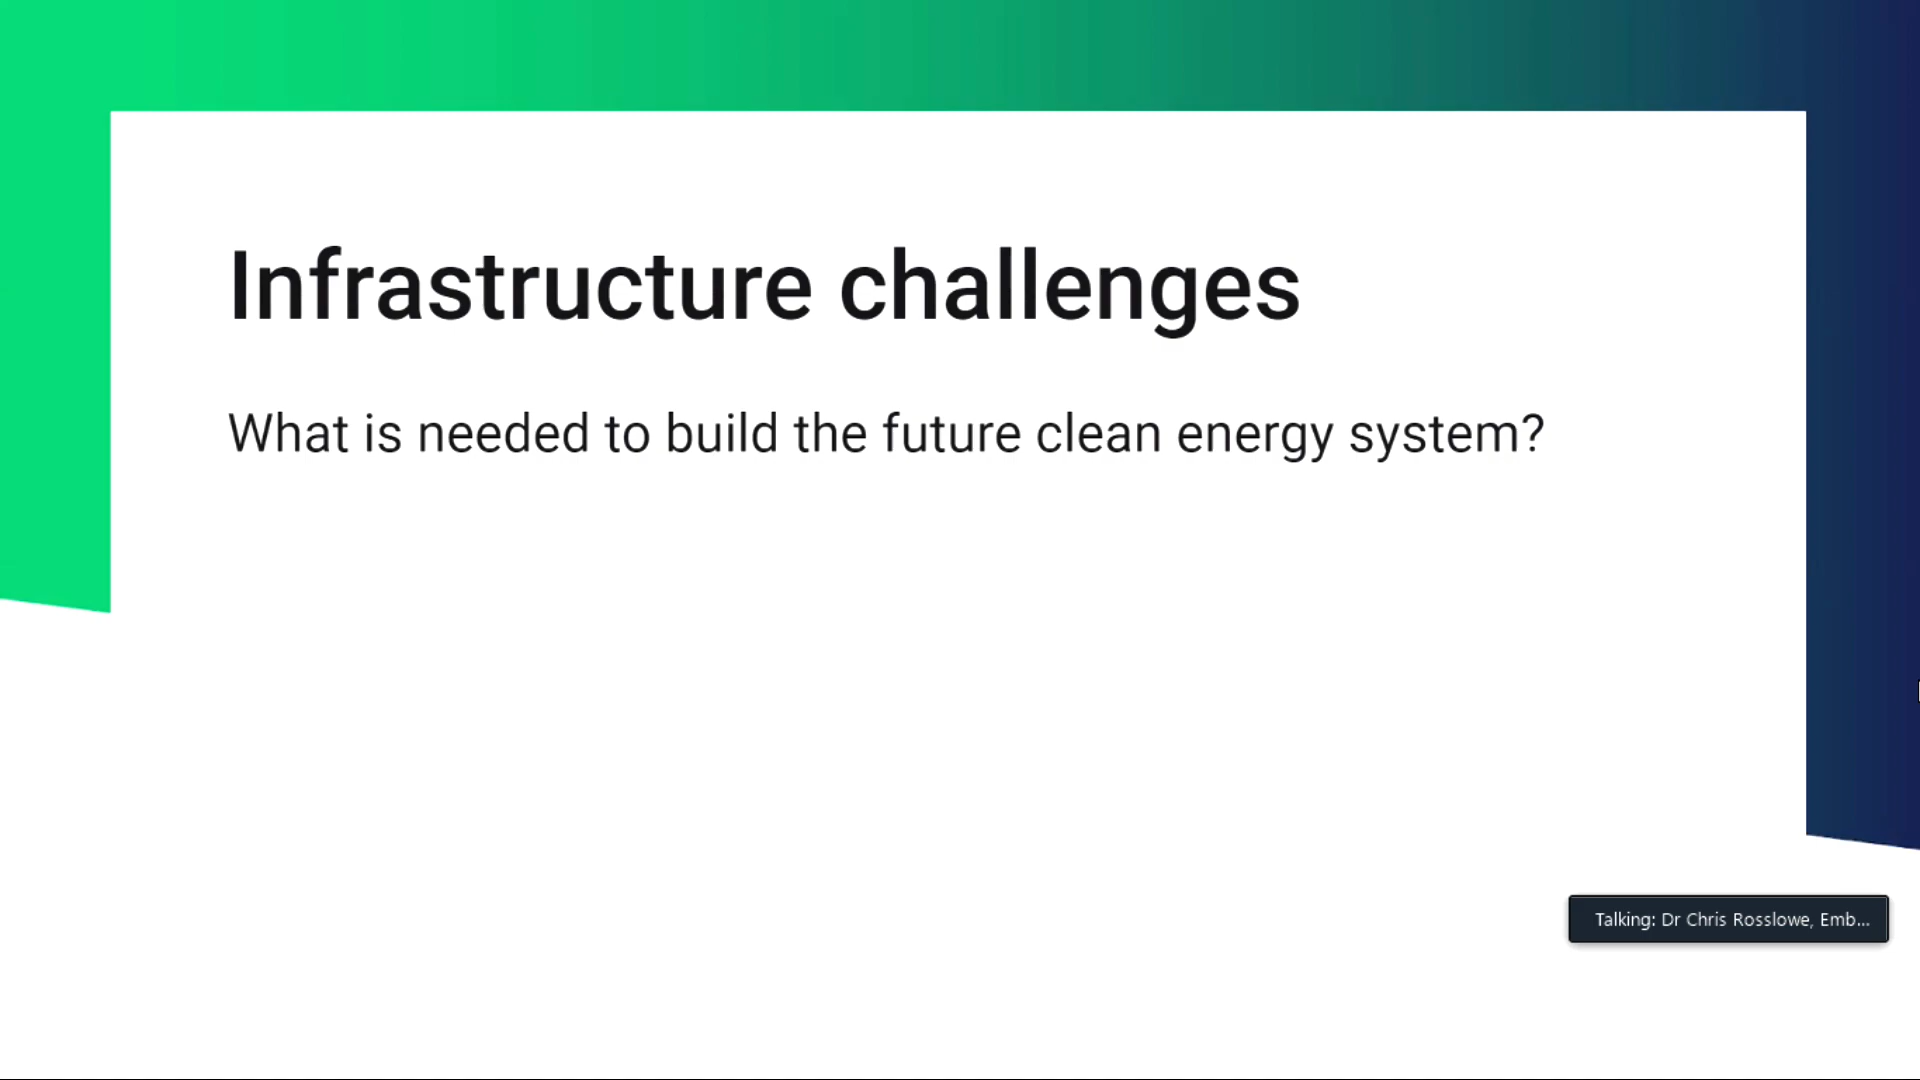 Infrastructure challenges
What is needed to build the future clean energy system?
Talking: Dr Chris Rosslowe, Emb...